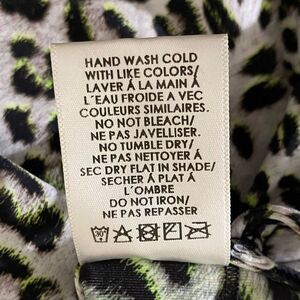 HAND WASH COLD
WITH LIKE COLORS/
LAVER Á LA MAIN Á
L'EAU FROIDE A VEC
COULEURS SIMILAIRES.
NO NOT BLEACH/
NE PAS JAVELLISER.
NO TUMBLE DRY/
NE PAS NETTOYER Á
SEC DRY FLAT IN SHADE/
SECHER Á PLAT Á
L'OMBRE
DO NOT IRON/
NE PAS REPASSER